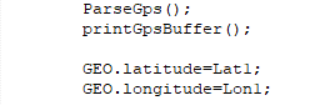 ParseGps();
printGpsBuffer();
GEO.latitude=Lat1;
GEO.longitude=Lon1;